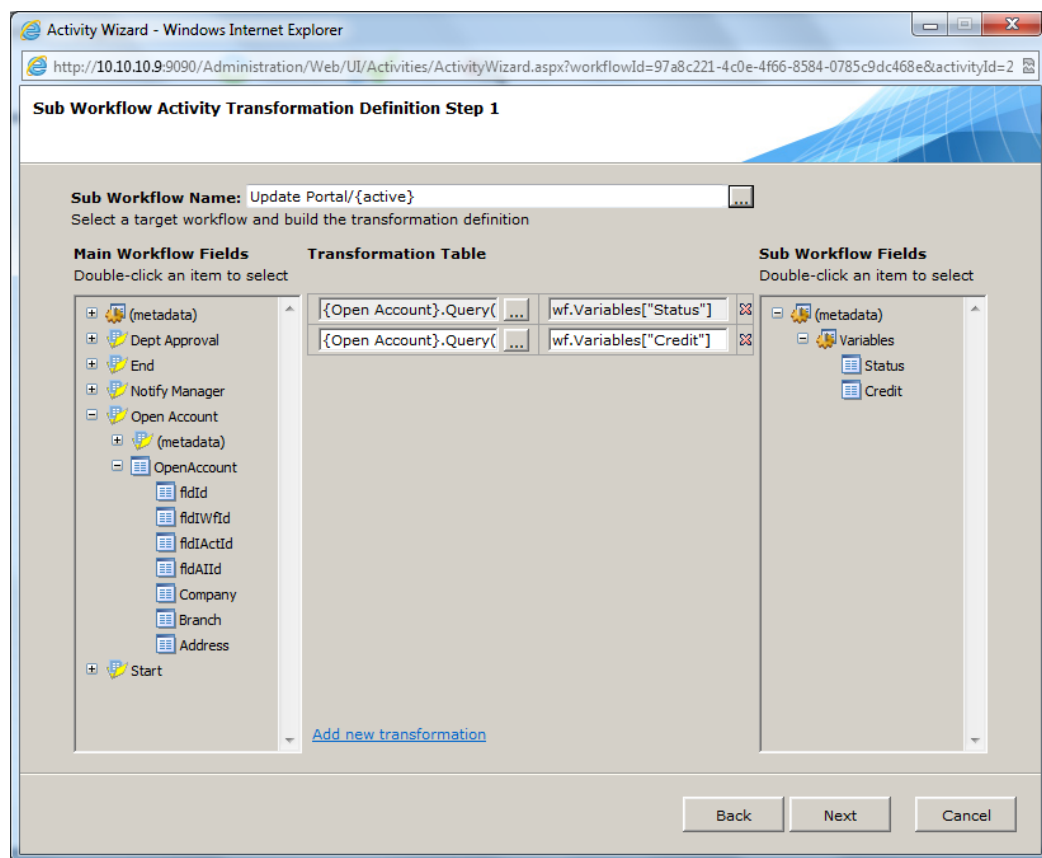 Activity Wizard - Windows Internet Explorer
http://10.10.10.9:9090/Administration/Web/UI/Activities/ActivityWizard.aspx?workflowId=97a8c221-4c0e-4f66-8584-0785c9dc468e&activityId=2
Sub Workflow Activity Transformation Definition Step 1
Sub Workflow Name: Update Portal/{active} ...
Select a target workflow and build the transformation definition
Main Workflow Fields Transformation Table Sub Workflow Fields
Double-click an item to select Double-click an item to select
(metadata) {Open Account}.Query( ... wf.Variables["Status"] (metadata)
Dept Approval {Open Account}.Query( ... wf.Variables["Credit"] Variables
End Status
Notify Manager Credit
Open Account
(metadata)
OpenAccount
fldId
fldIWfId
fldIActId
fldAIId
Company
Branch
Address
Start
Add new transformation
Back Next Cancel